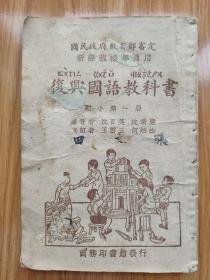 國民政府教育部審定
新課程標準適用
復興國語教科書
初小第一册
編著者 沈百英 沈秉廉
校訂者 王雲五 何炳松
田文
商務印書館發行